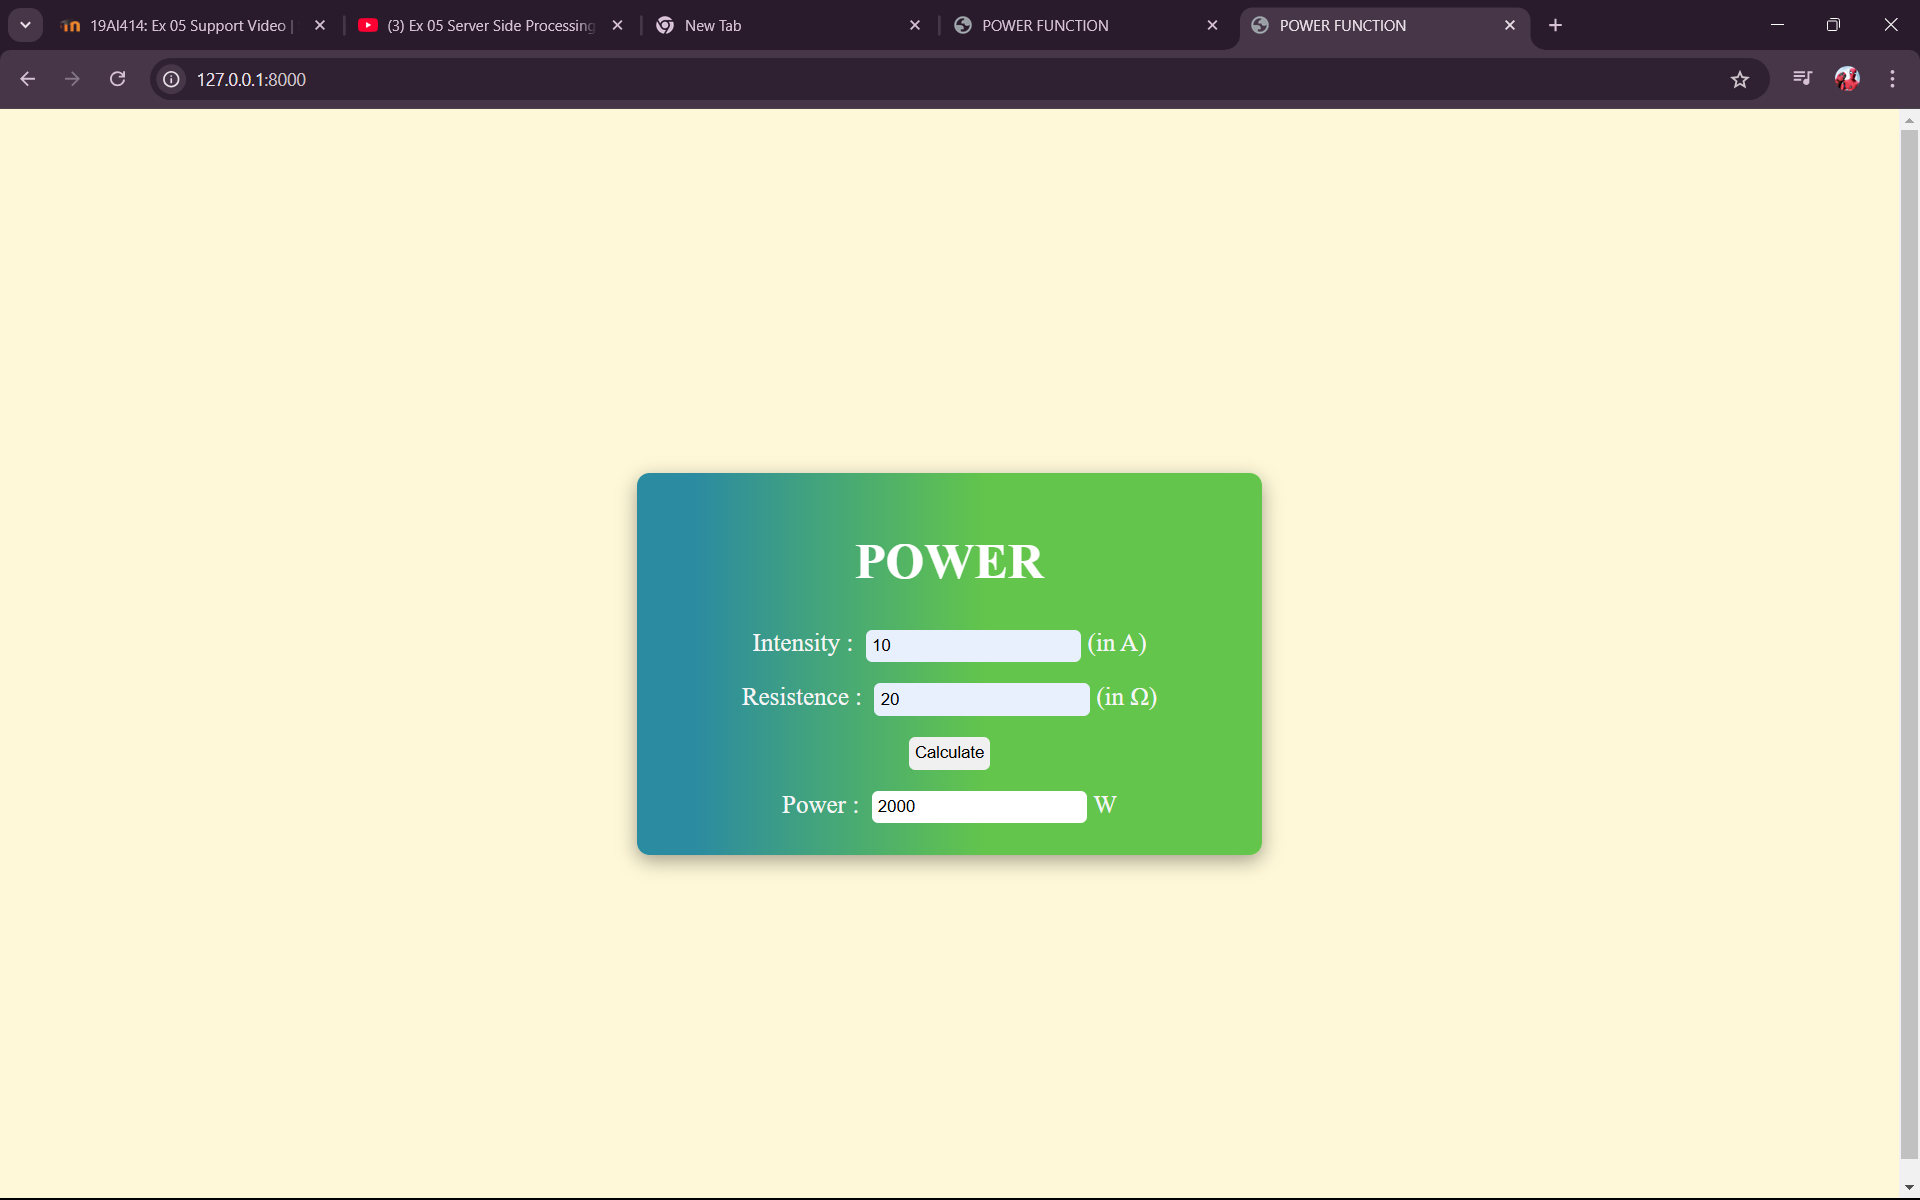 19AI414: Ex 05 Support Video |
(3) Ex 05 Server Side Processing
New Tab
POWER FUNCTION
POWER FUNCTION
127.0.0.1:8000
POWER
Intensity : 10 (in A)
Resistence : 20 (in Ω)
Calculate
Power : 2000 W